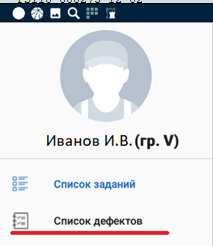 Иванов И.В. (гр. V)
Список заданий
Список дефектов